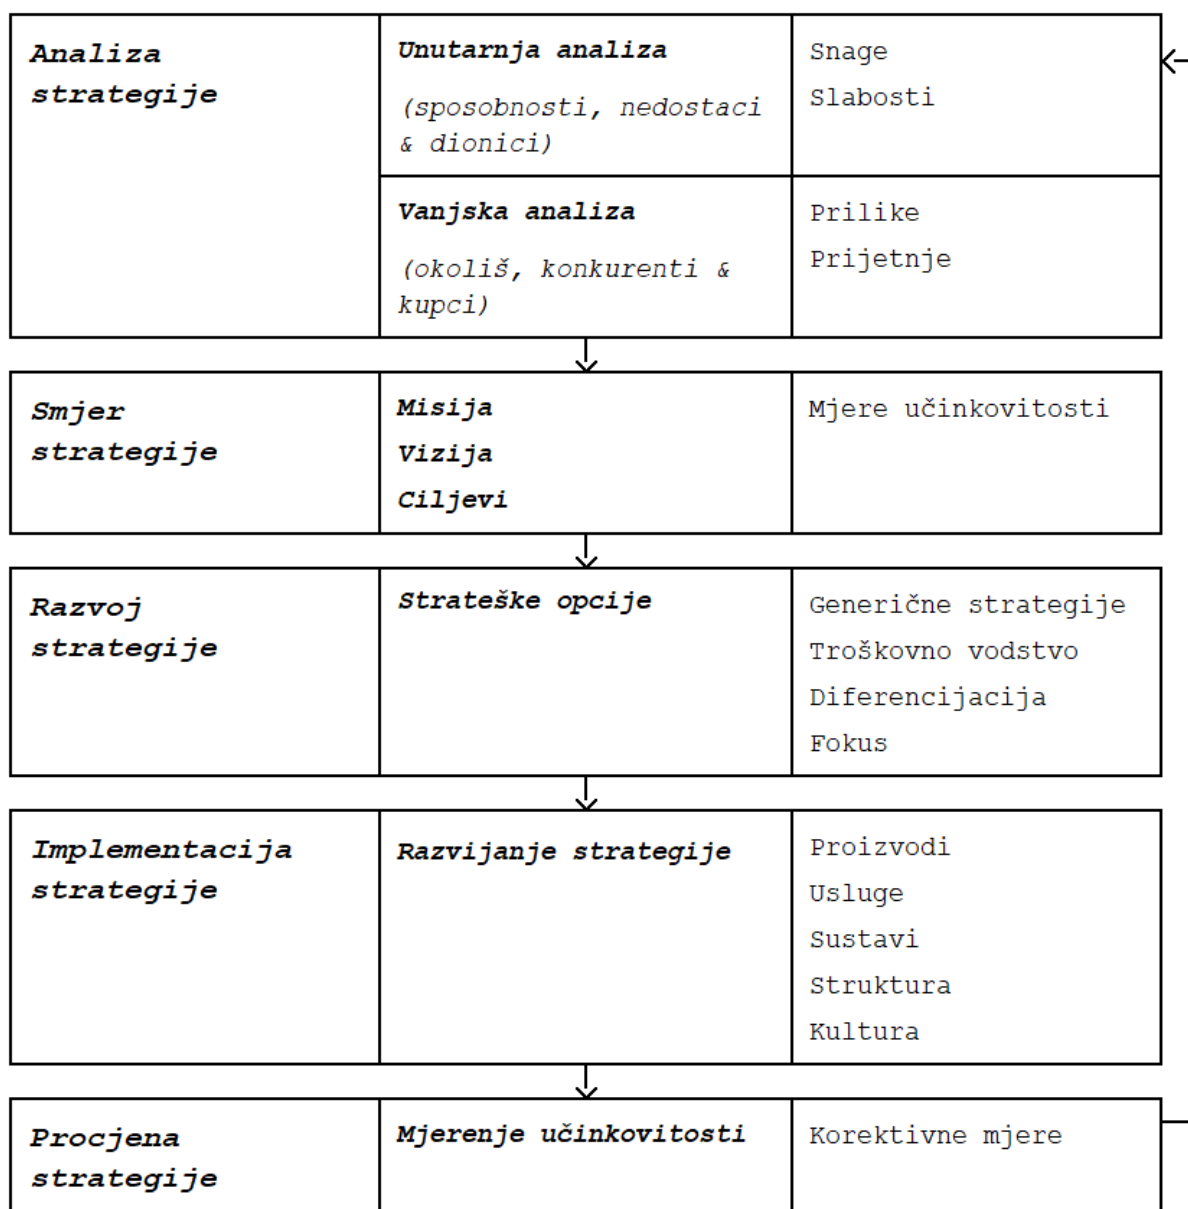 Analiza
strategije
Unutarnja analiza
(sposobnosti, nedostaci
& dionici)
Snage
Slabosti
Vanjska analiza
(okoliš, konkurenti &
kupci)
Prilike
Prijetnje
Smjer
strategije
Misija
Vizija
Ciljevi
Mjere učinkovitosti
Razvoj
strategije
Strateške opcije
Generične strategije
Troškovno vodstvo
Diferencijacija
Fokus
Implementacija
strategije
Razvijanje strategije
Proizvodi
Usluge
Sustavi
Struktura
Kultura
Procjena
strategije
Mjerenje učinkovitosti
Korektivne mjere